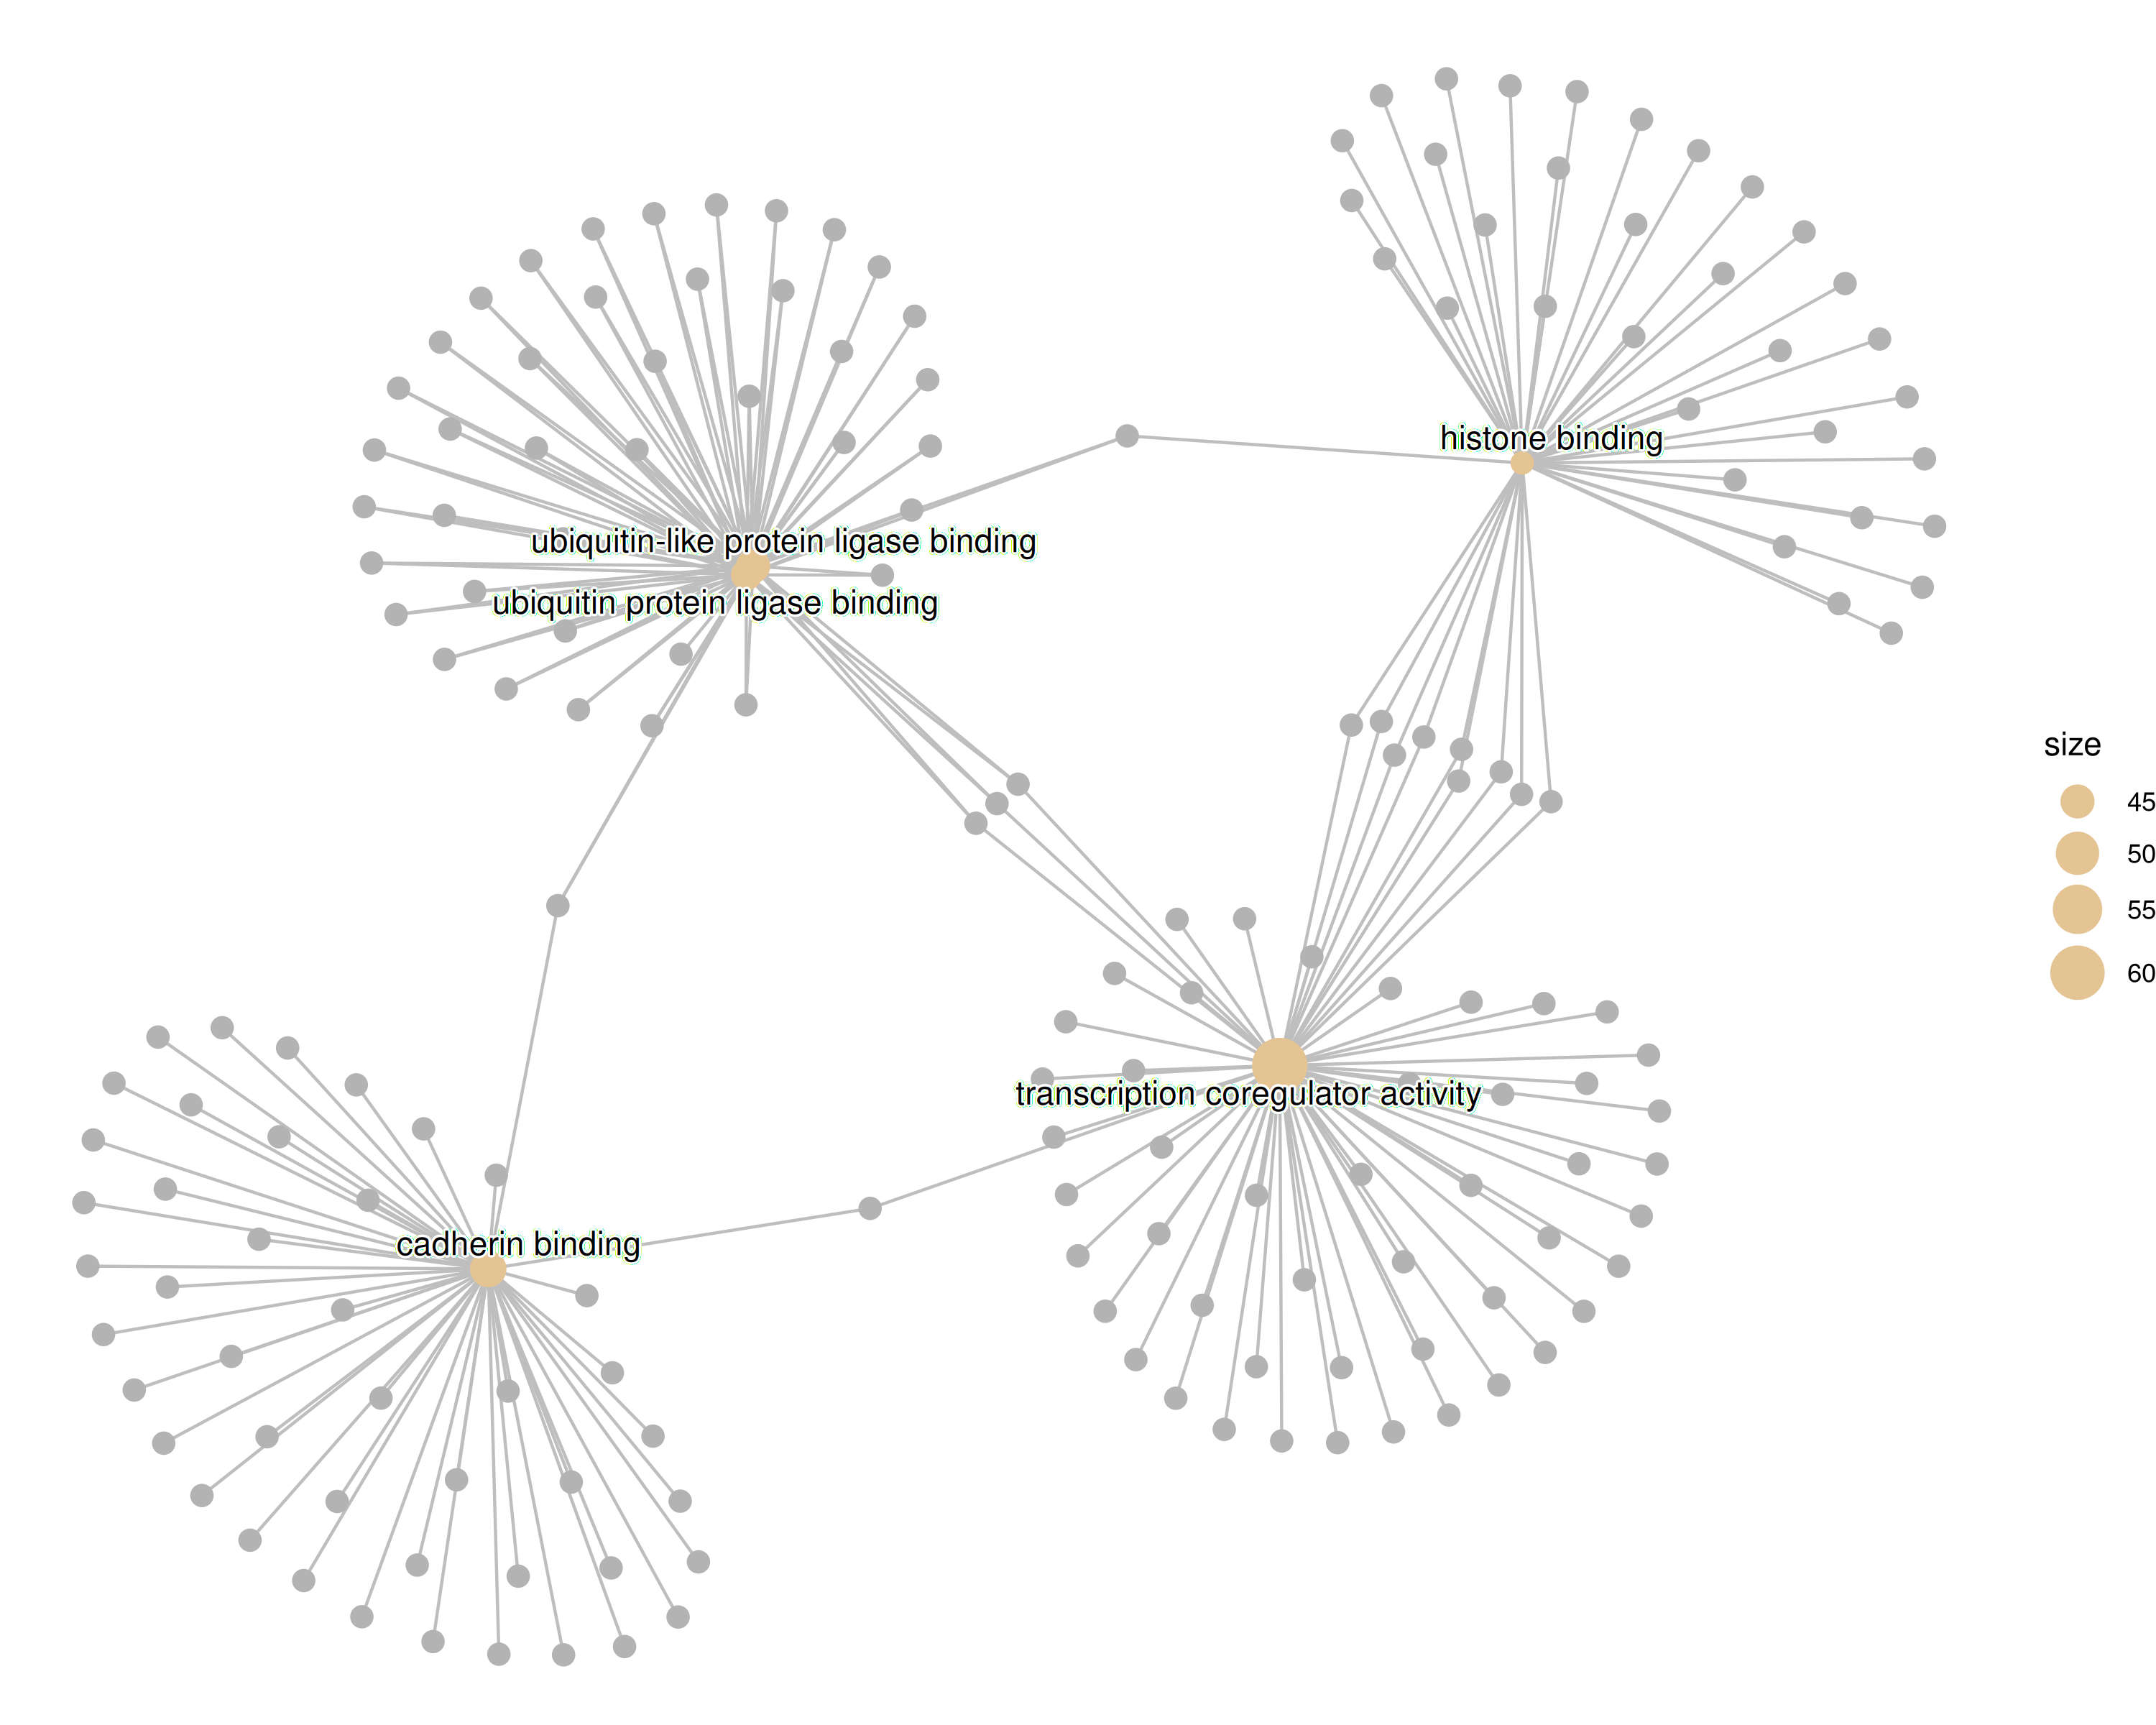 histone binding
ubiquitin-like protein ligase binding
ubiquitin protein ligase binding
transcription coregulator activity
cadherin binding
size
45
50
55
60